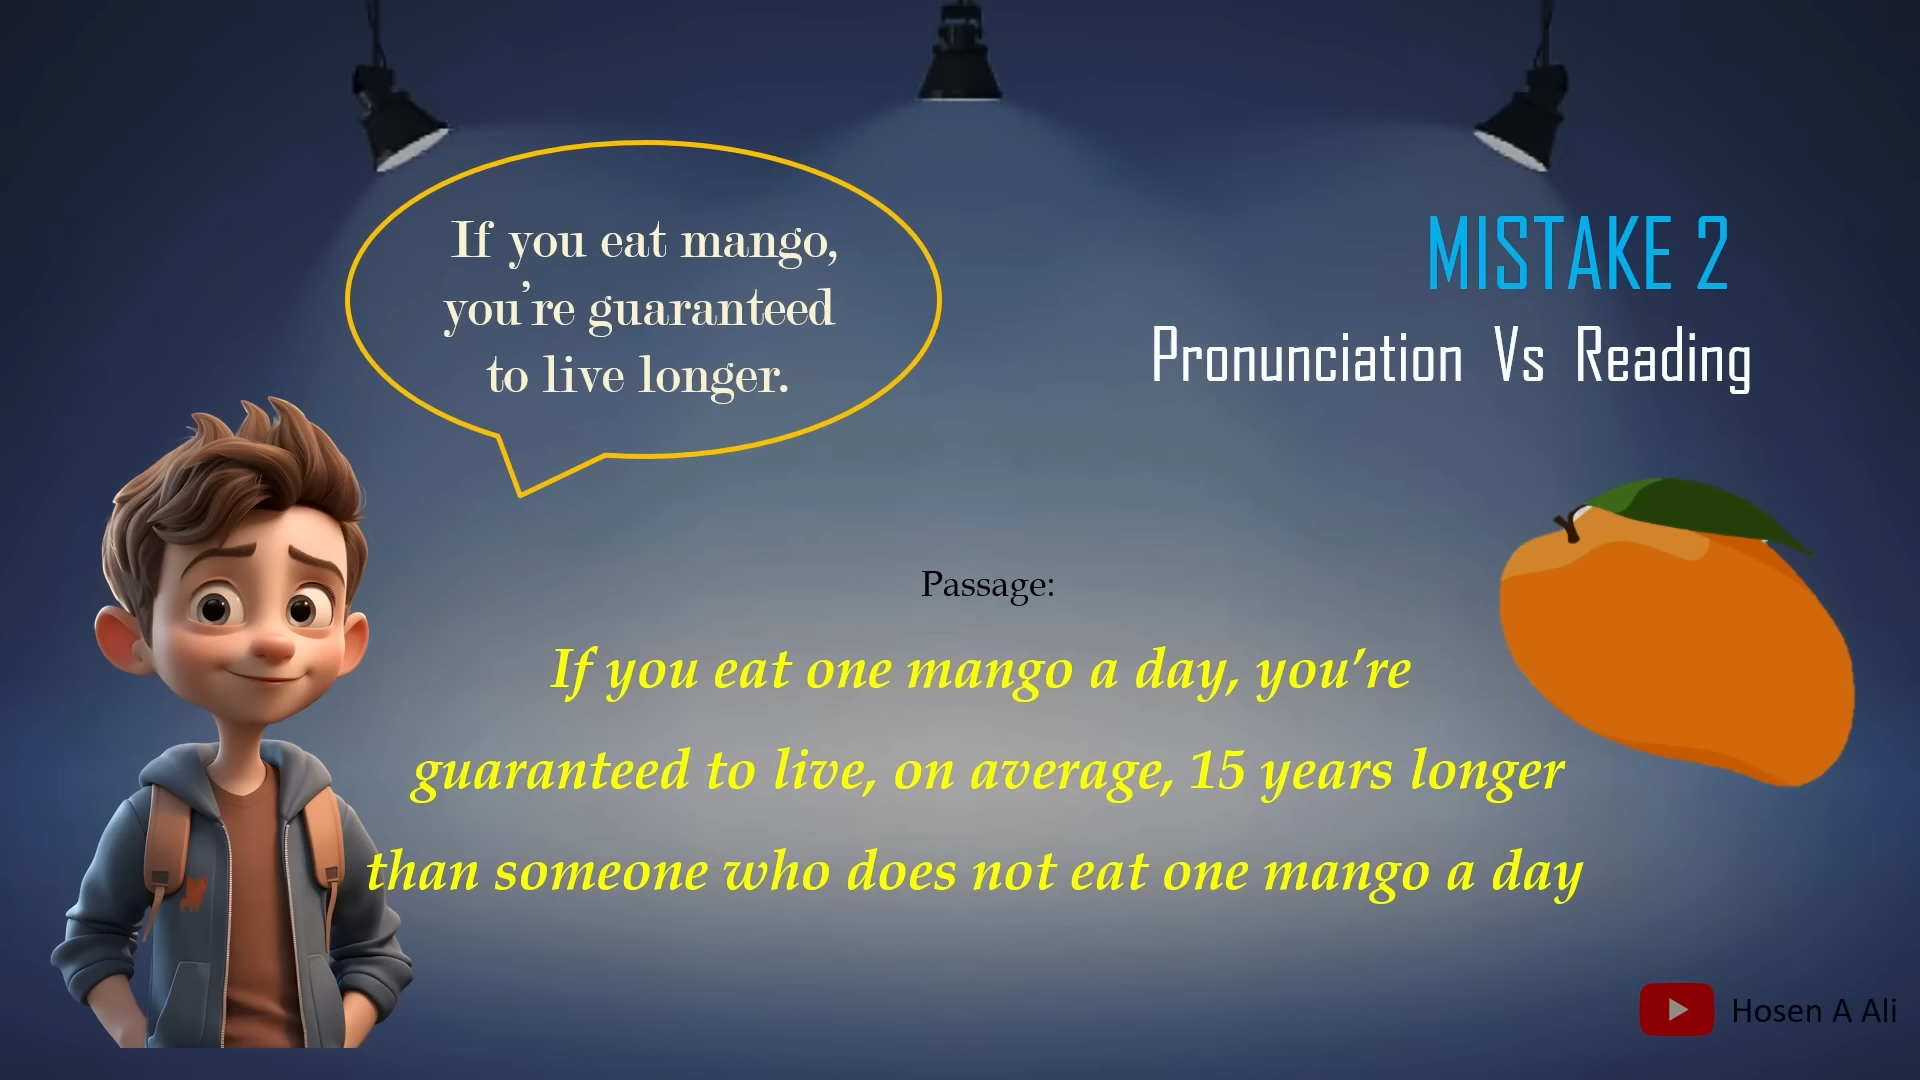 If you eat mango,
you’re guaranteed
to live longer.
MISTAKE 2
Pronunciation Vs Reading
Passage:
If you eat one mango a day, you’re
guaranteed to live, on average, 15 years longer
than someone who does not eat one mango a day
Hosen A Ali